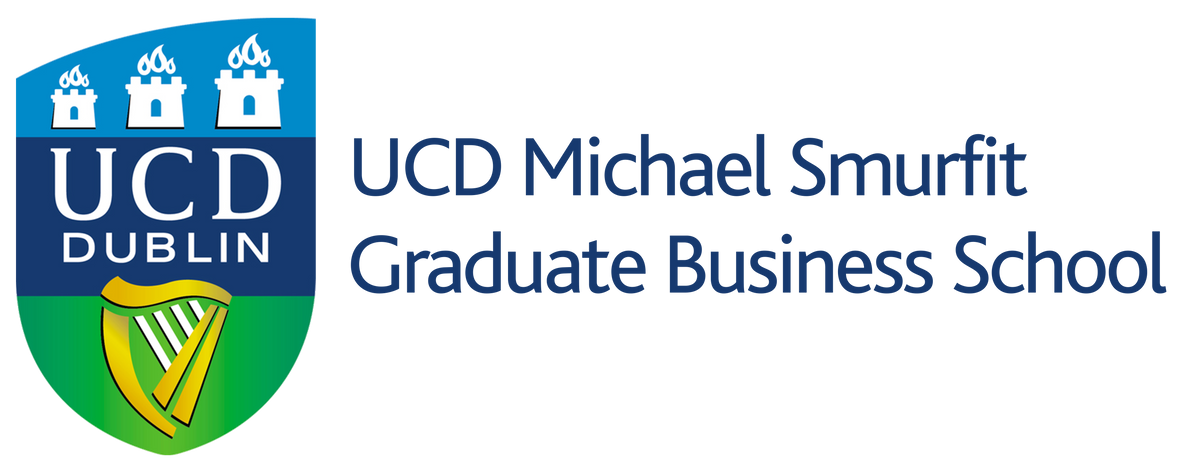 UCD
DUBLIN
UCD Michael Smurfit
Graduate Business School